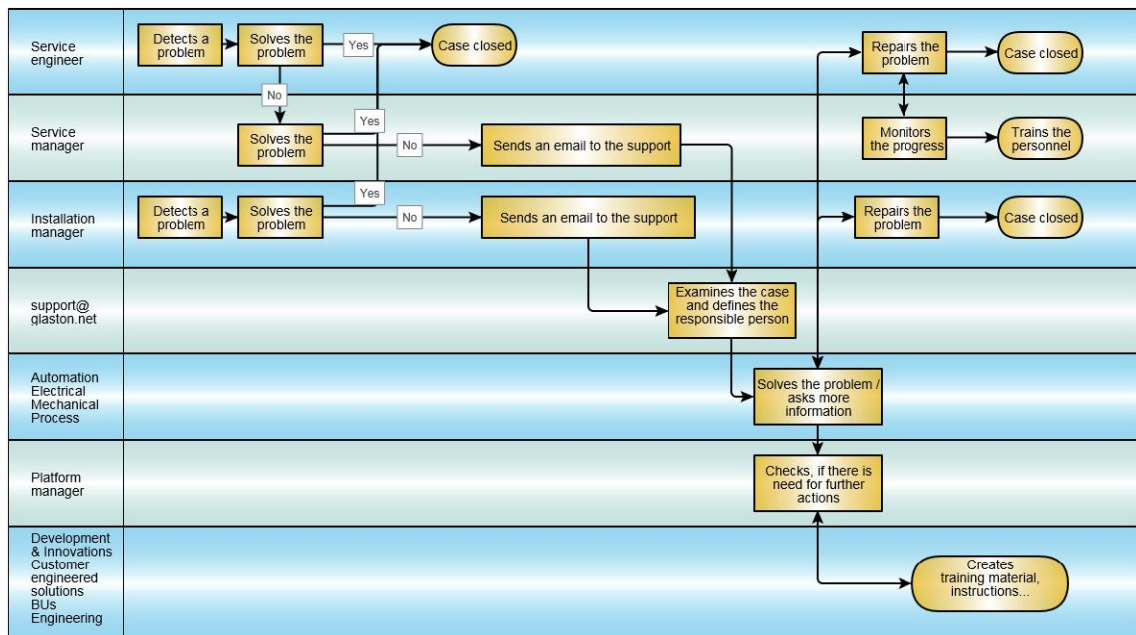 Service
engineer
Detects a
problem
Solves the
problem
Yes
Case closed
Repairs the
problem
Case closed
No
Service
manager
Solves the
problem
Yes
No
Sends an email to the support
Monitors
the progress
Trains the
personnel
Yes
Installation
manager
Detects a
problem
Solves the
problem
No
Sends an email to the support
Repairs the
problem
Case closed
support@
glaston.net
Examines the case
and defines the
responsible person
Automation
Electrical
Mechanical
Process
Solves the problem /
asks more
information
Platform
manager
Checks, if there is
need for further
actions
Development
& Innovations
Customer
engineered
solutions
BUs
Engineering
Creates
training material,
instructions...